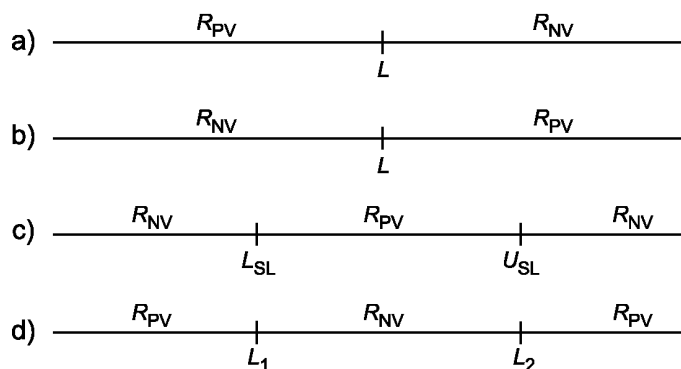 R_PV R_NV
a)
L
R_NV R_PV
b)
L
R_NV R_PV R_NV
c)
L_SL U_SL
R_PV R_NV R_PV
d)
L_1 L_2